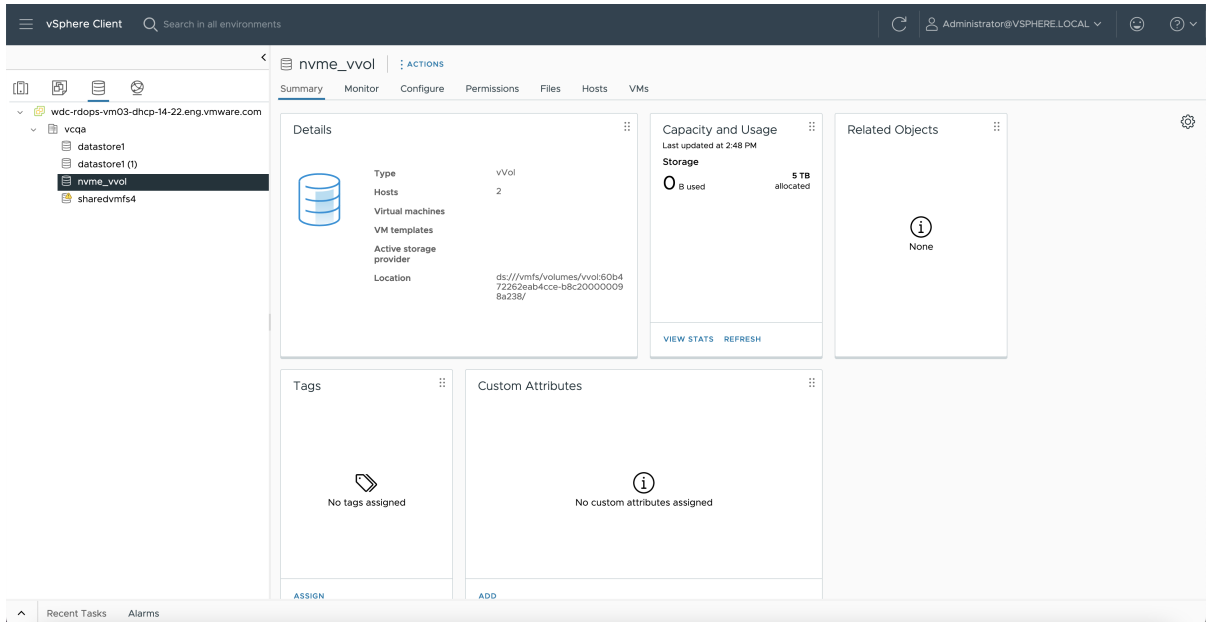 vSphere Client
Search in all environments
Administrator@VSPHERE.LOCAL
nvme_vvol
ACTIONS
Summary Monitor Configure Permissions Files Hosts VMs
wdc-rdops-vm03-dhcp-14-22.eng.vmware.com
vcqa
datastore1
datastore1 (1)
nvme_vvol
sharedvmfs4
Details
Type vVol
Hosts 2
Virtual machines
VM templates
Active storage
provider
Location ds:///vmfs/volumes/vvol:60b4
72262eab4cce-b8c20000009
8a238/
Capacity and Usage
Last updated at 2:48 PM
Storage
0 B used
5 TB
allocated
VIEW STATS REFRESH
Related Objects
None
Tags
No tags assigned
ASSIGN
Custom Attributes
No custom attributes assigned
ADD
Recent Tasks Alarms